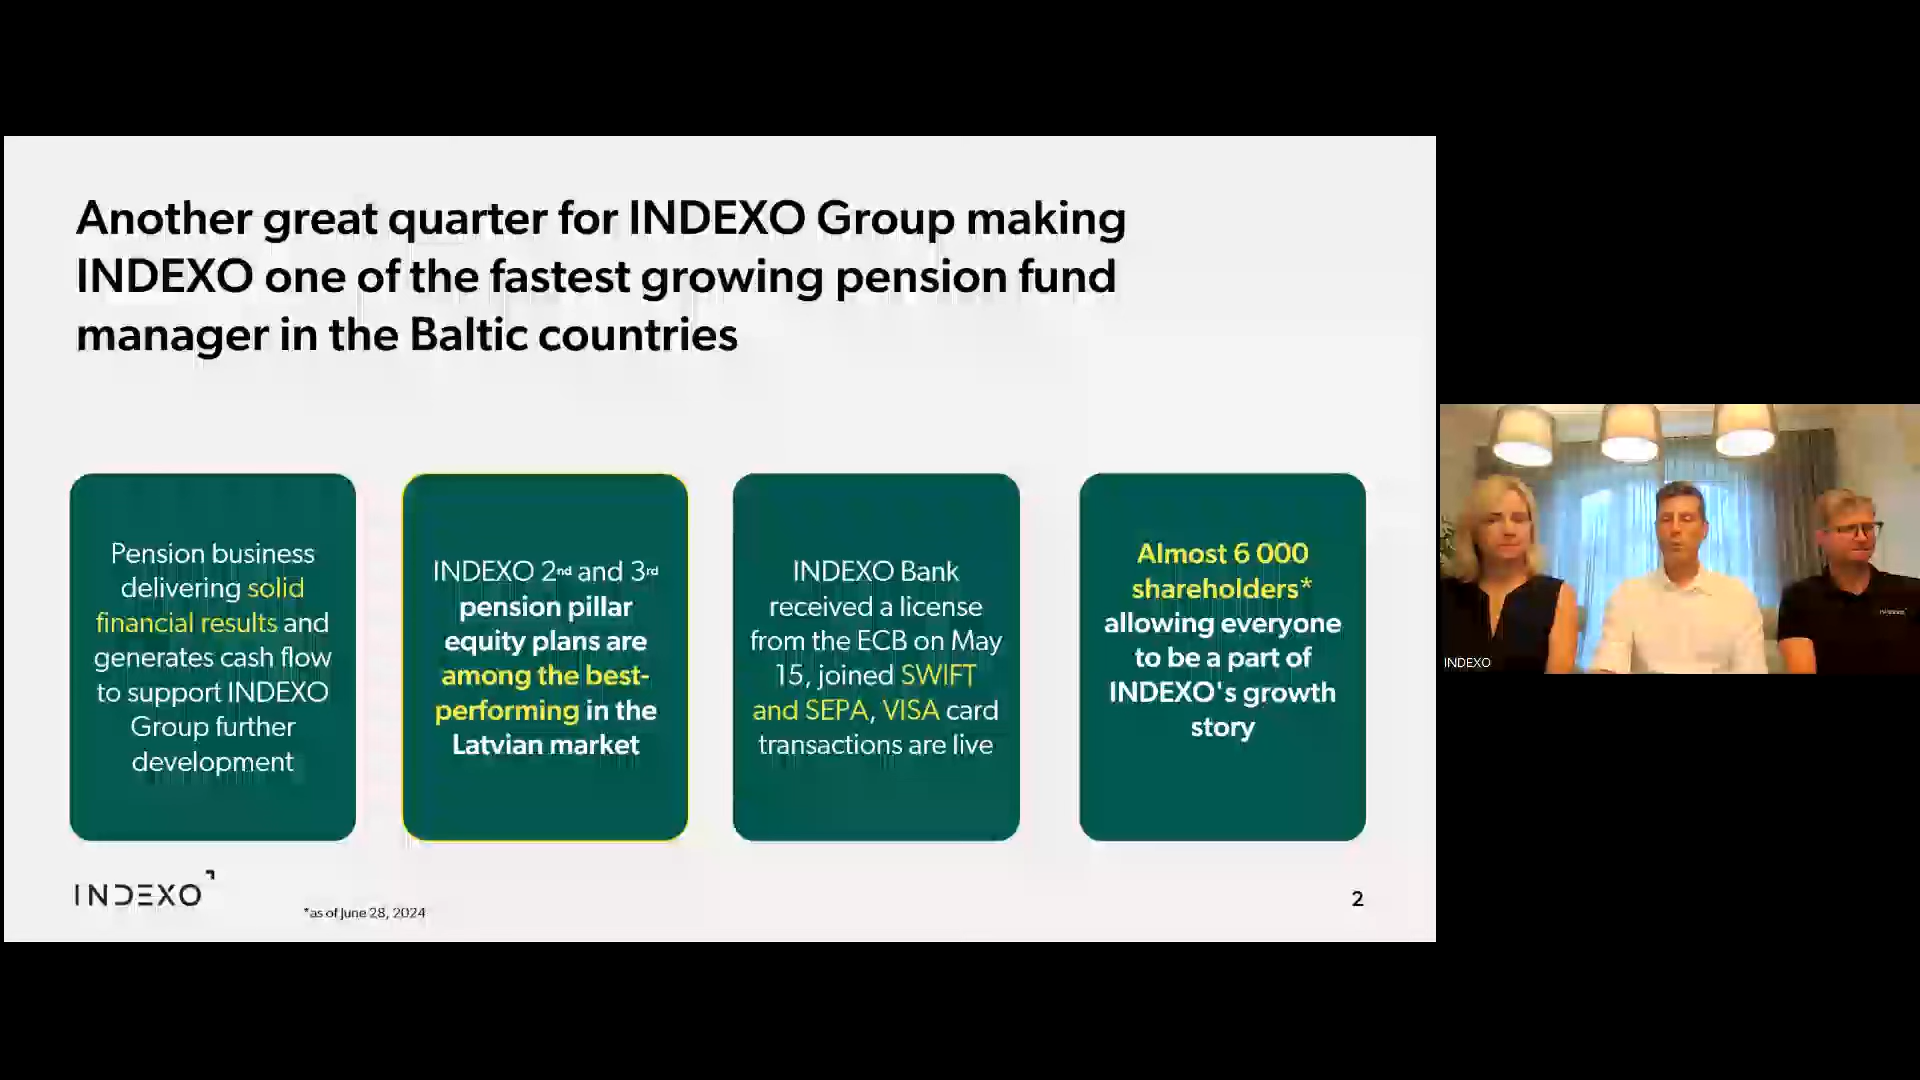 Another great quarter for INDEXO Group making
INDEXO one of the fastest growing pension fund
manager in the Baltic countries
Pension business
delivering solid
financial results and
generates cash flow
to support INDEXO
Group further
development
INDEXO 2nd and 3rd
pension pillar
equity plans are
among the best-
performing in the
Latvian market
INDEXO Bank
received a license
from the ECB on May
15, joined SWIFT
and SEPA, VISA card
transactions are live
Almost 6 000
shareholders*
allowing everyone
to be a part of
INDEXO's growth
story
INDEXO
*as of June 28, 2024
2
INDEXO